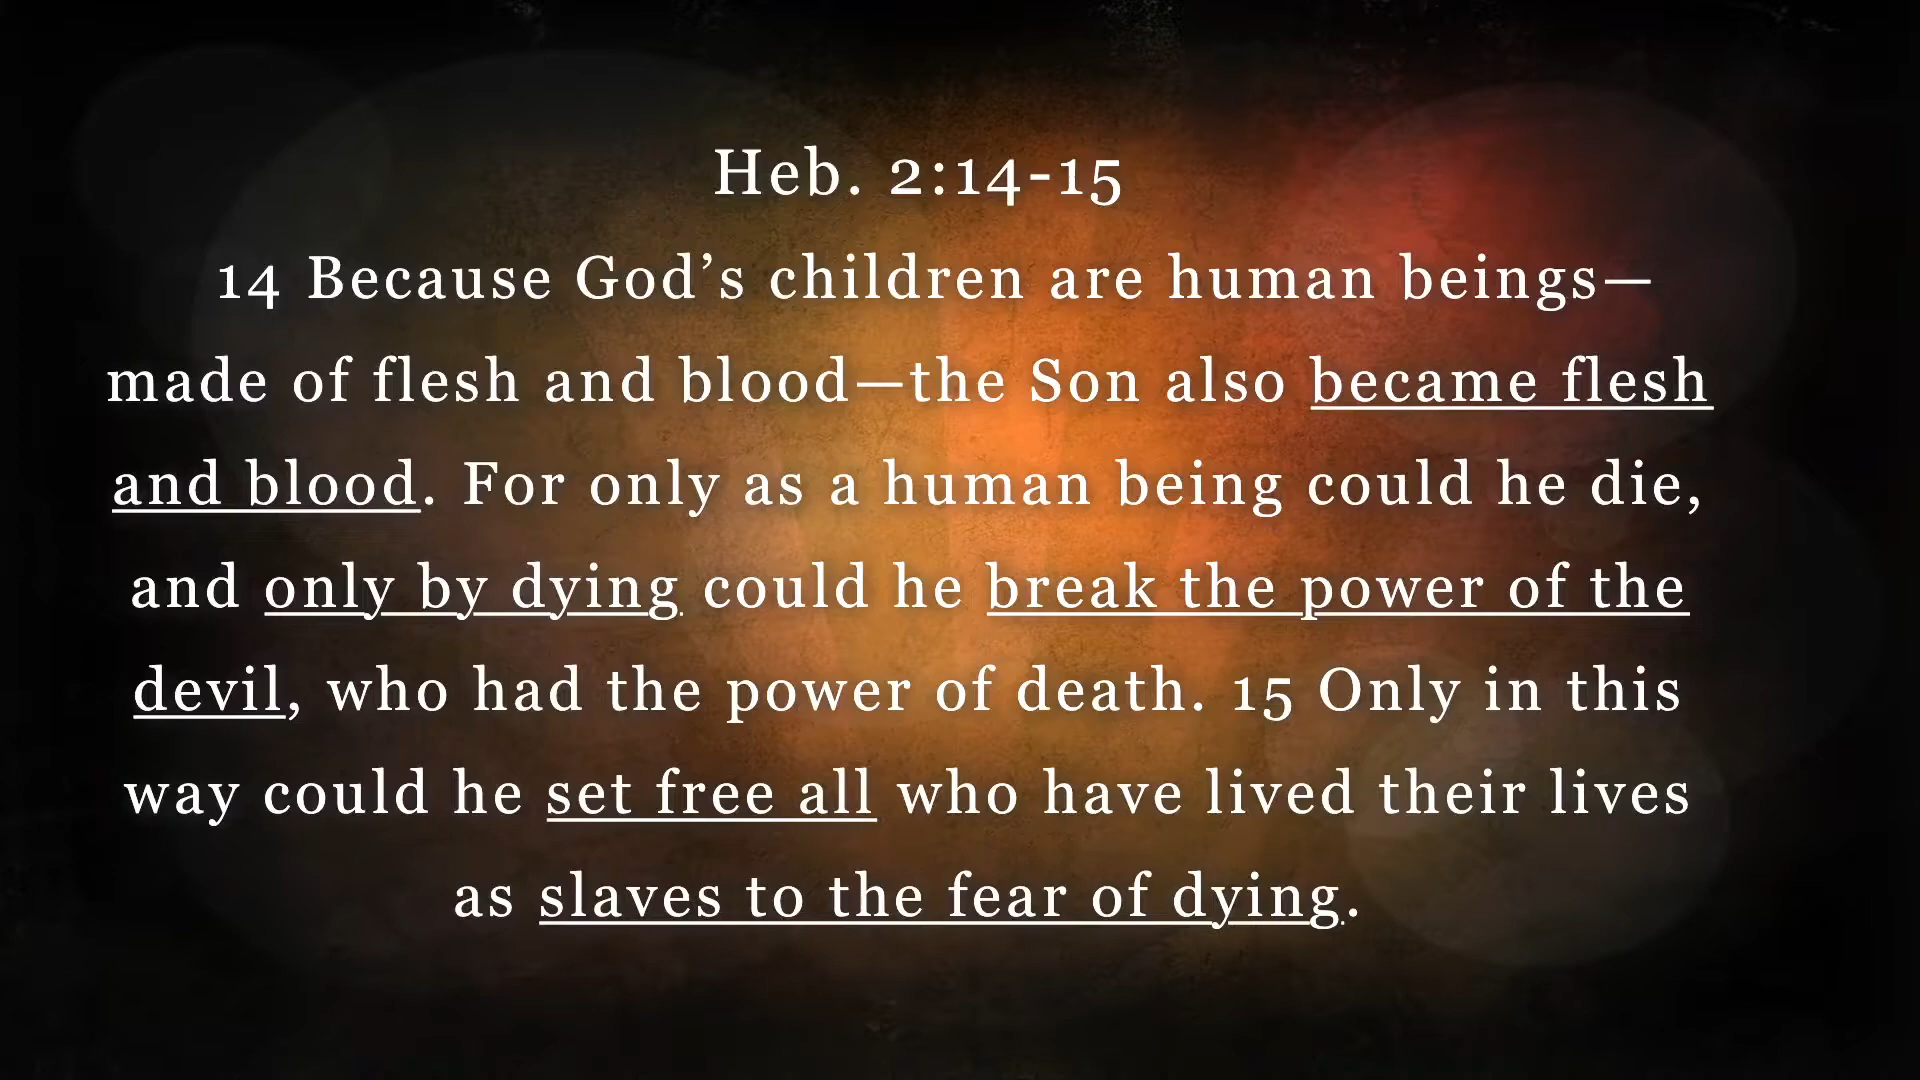 Heb. 2:14-15
14 Because God’s children are human beings—
made of flesh and blood—the Son also became flesh
and blood. For only as a human being could he die,
and only by dying could he break the power of the
devil, who had the power of death. 15 Only in this
way could he set free all who have lived their lives
as slaves to the fear of dying.